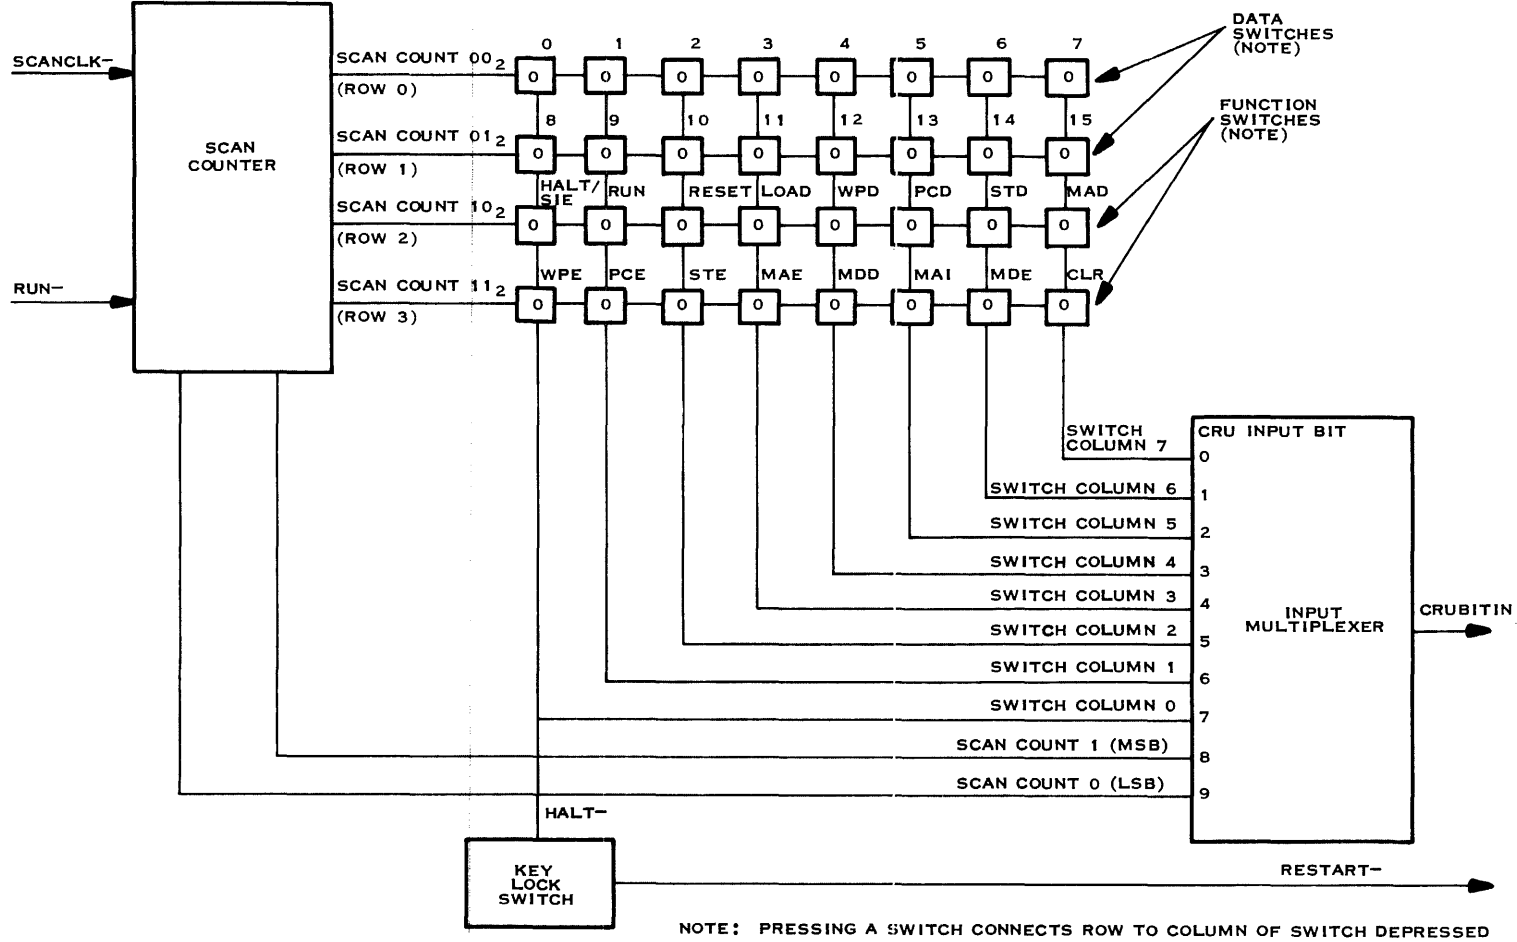 DATA
SWITCHES
(NOTE)
0 1 2 3 4 5 6 7
SCANCLK-
SCAN COUNT 00₂
(ROW 0)
0 0 0 0 0 0 0 0
FUNCTION
SWITCHES
(NOTE)
8 9 10 11 12 13 14 15
SCAN COUNT 01₂
(ROW 1)
0 0 0 0 0 0 0 0
SCAN
COUNTER
HALT/
SIE
RUN RESET LOAD WPD PCD STD MAD
SCAN COUNT 10₂
(ROW 2)
0 0 0 0 0 0 0 0
WPE PCE STE MAE MDD MAI MDE CLR
RUN-
SCAN COUNT 11₂
(ROW 3)
0 0 0 0 0 0 0 0
SWITCH
COLUMN 7
CRU INPUT BIT
0
SWITCH COLUMN 6 1
SWITCH COLUMN 5 2
SWITCH COLUMN 4 3
SWITCH COLUMN 3 4
SWITCH COLUMN 2 5
SWITCH COLUMN 1 6
SWITCH COLUMN 0 7
SCAN COUNT 1 (MSB) 8
SCAN COUNT 0 (LSB) 9
INPUT
MULTIPLEXER
CRUBITIN
HALT-
KEY
LOCK
SWITCH
RESTART-
NOTE: PRESSING A SWITCH CONNECTS ROW TO COLUMN OF SWITCH DEPRESSED